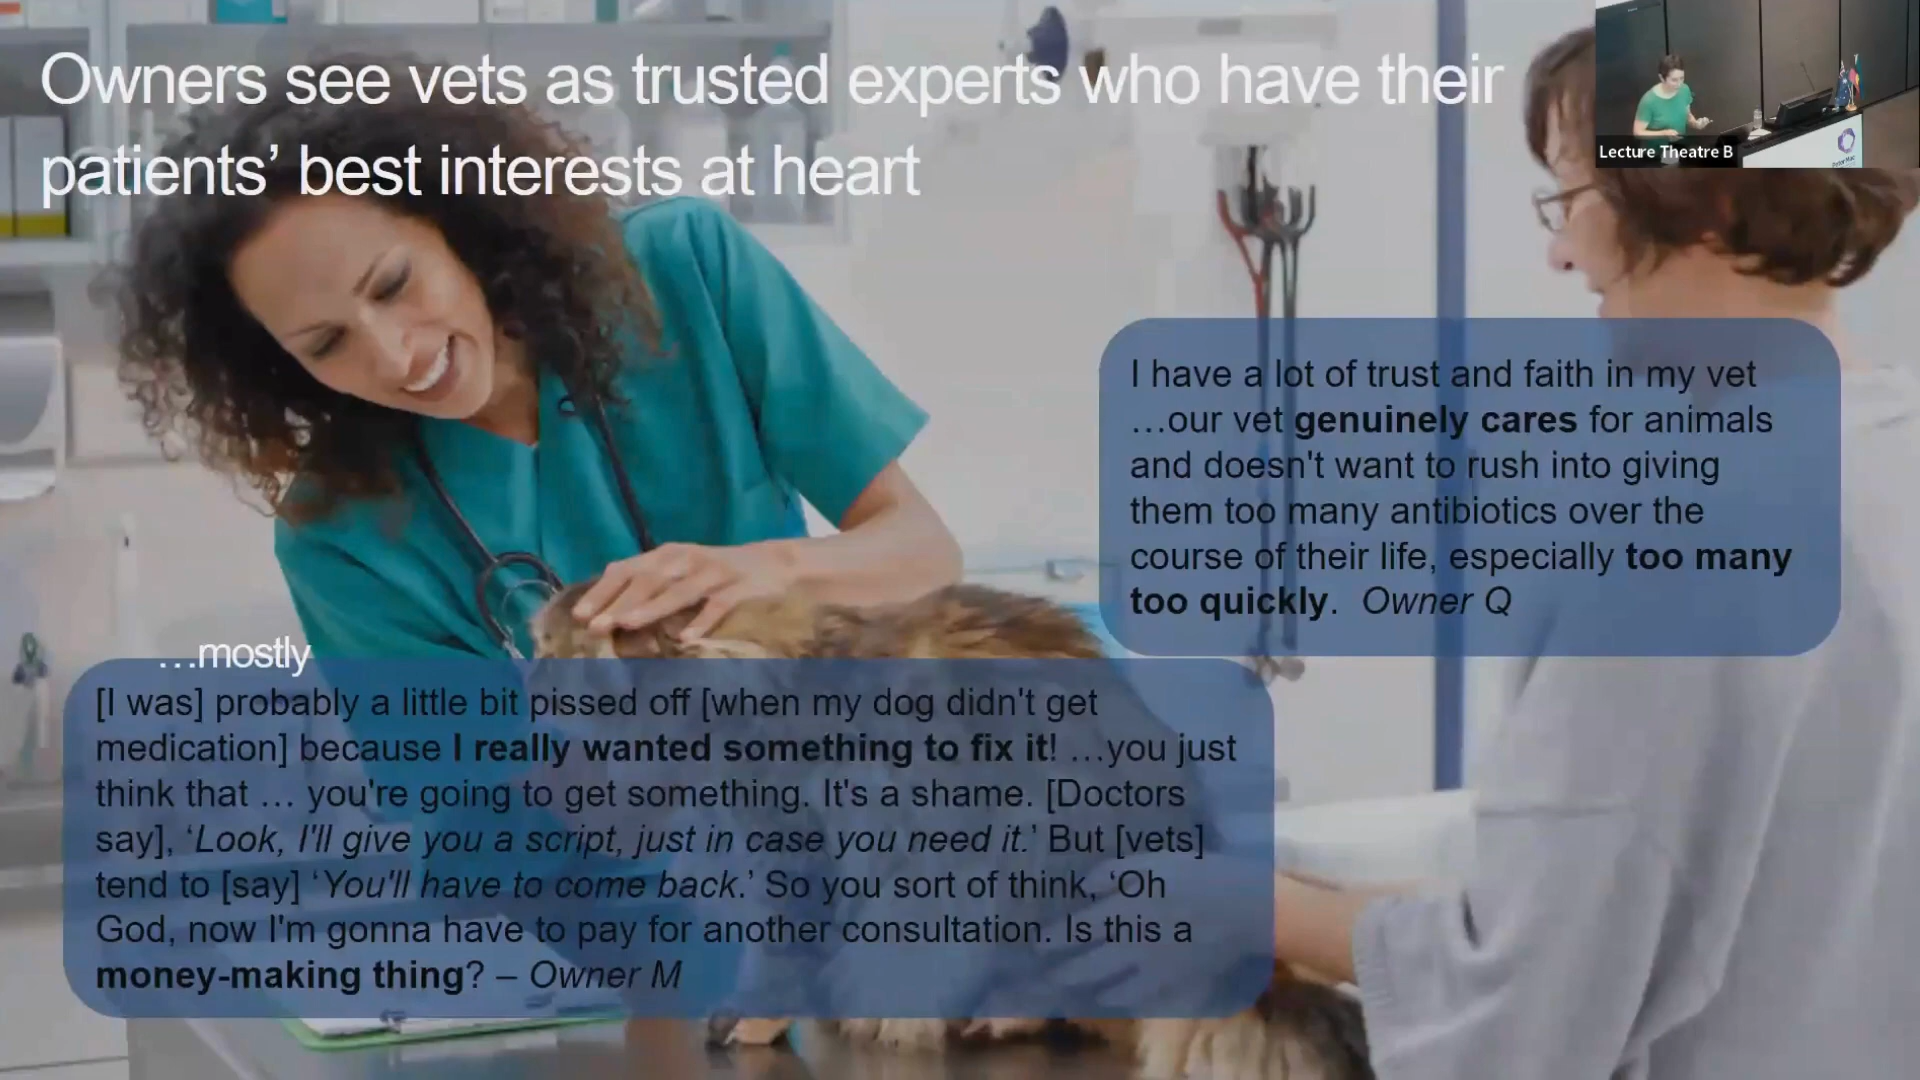 Owners see vets as trusted experts who have their
patients’ best interests at heart
Lecture Theatre B
I have a lot of trust and faith in my vet
…our vet genuinely cares for animals
and doesn't want to rush into giving
them too many antibiotics over the
course of their life, especially too many
too quickly. Owner Q
…mostly
[I was] probably a little bit pissed off [when my dog didn't get
medication] because I really wanted something to fix it! …you just
think that … you're going to get something. It's a shame. [Doctors
say], ‘Look, I'll give you a script, just in case you need it.’ But [vets]
tend to [say] ‘You'll have to come back.’ So you sort of think, ‘Oh
God, now I'm gonna have to pay for another consultation. Is this a
money-making thing? – Owner M